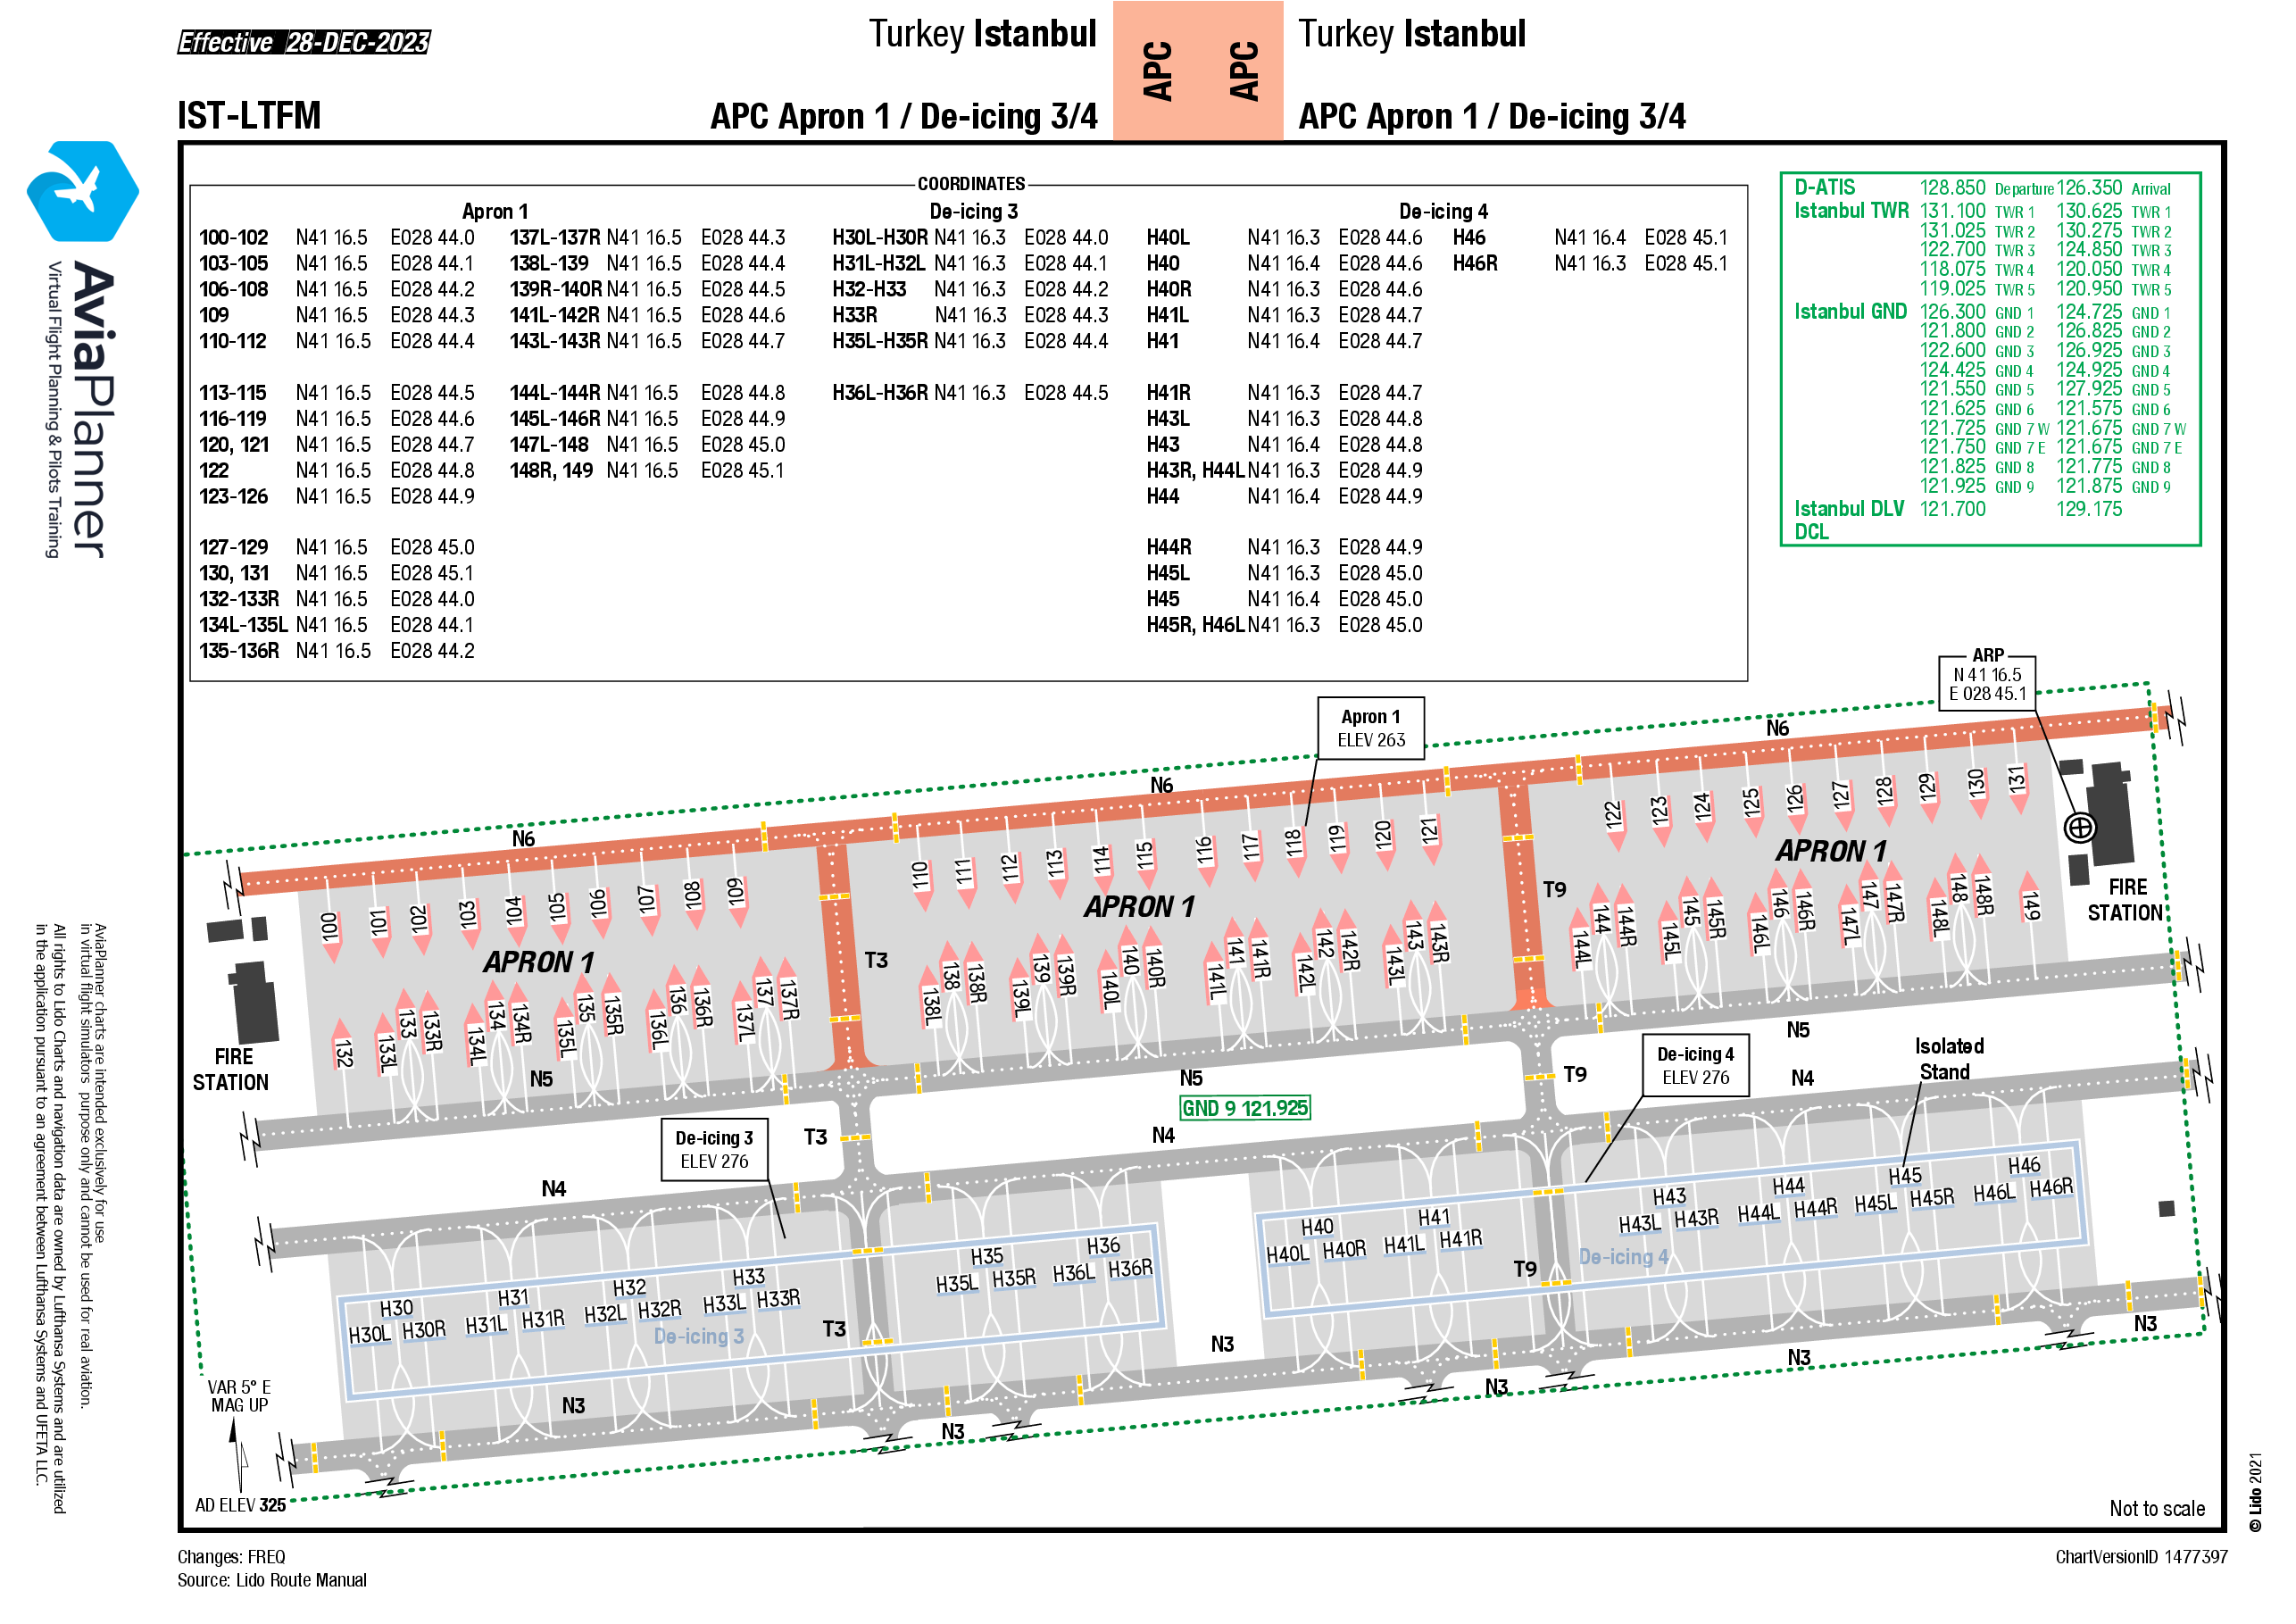 Effective 28-DEC-2023
Turkey Istanbul
APC
APC
Turkey Istanbul
IST-LTFM
APC Apron 1 / De-icing 3/4
APC Apron 1 / De-icing 3/4
AviaPlanner
Virtual Flight Planning & Pilots Training
COORDINATES
Apron 1
De-icing 3
De-icing 4
100-102 N41 16.5 E028 44.0 137L-137R N41 16.5 E028 44.3 H30L-H30R N41 16.3 E028 44.0 H40L N41 16.3 E028 44.6 H46 N41 16.4 E028 45.1
103-105 N41 16.5 E028 44.1 138L-139 N41 16.5 E028 44.4 H31L-H32L N41 16.3 E028 44.1 H40 N41 16.4 E028 44.6 H46R N41 16.3 E028 45.1
106-108 N41 16.5 E028 44.2 139R-140R N41 16.5 E028 44.5 H32-H33 N41 16.3 E028 44.2 H40R N41 16.3 E028 44.6
109 N41 16.5 E028 44.3 141L-142R N41 16.5 E028 44.6 H33R N41 16.3 E028 44.3 H41L N41 16.3 E028 44.7
110-112 N41 16.5 E028 44.4 143L-143R N41 16.5 E028 44.7 H35L-H35R N41 16.3 E028 44.4 H41 N41 16.4 E028 44.7
113-115 N41 16.5 E028 44.5 144L-144R N41 16.5 E028 44.8 H36L-H36R N41 16.3 E028 44.5 H41R N41 16.3 E028 44.7
116-119 N41 16.5 E028 44.6 145L-146R N41 16.5 E028 44.9 H43L N41 16.3 E028 44.8
120, 121 N41 16.5 E028 44.7 147L-148 N41 16.5 E028 45.0 H43 N41 16.4 E028 44.8
122 N41 16.5 E028 44.8 148R, 149 N41 16.5 E028 45.1 H43R, H44L N41 16.3 E028 44.9
123-126 N41 16.5 E028 44.9 H44 N41 16.4 E028 44.9
127-129 N41 16.5 E028 45.0 H44R N41 16.3 E028 44.9
130, 131 N41 16.5 E028 45.1 H45L N41 16.3 E028 45.0
132-133R N41 16.5 E028 44.0 H45 N41 16.4 E028 45.0
134L-135L N41 16.5 E028 44.1 H45R, H46L N41 16.3 E028 45.0
135-136R N41 16.5 E028 44.2
D-ATIS 128.850 Departure 126.350 Arrival
Istanbul TWR 131.100 TWR 1 130.625 TWR 1
131.025 TWR 2 130.275 TWR 2
122.700 TWR 3 124.850 TWR 3
118.075 TWR 4 120.050 TWR 4
119.025 TWR 5 120.950 TWR 5
Istanbul GND 126.300 GND 1 124.725 GND 1
121.800 GND 2 126.825 GND 2
122.600 GND 3 126.925 GND 3
124.425 GND 4 124.925 GND 4
121.550 GND 5 127.925 GND 5
121.625 GND 6 121.575 GND 6
121.725 GND 7 W 121.675 GND 7 W
121.750 GND 7 E 121.675 GND 7 E
121.825 GND 8 121.775 GND 8
121.925 GND 9 121.875 GND 9
Istanbul DLV 121.700 129.175
DCL
ARP
N 41 16.5
E 028 45.1
Apron 1
ELEV 263
N6
N6
N6
100 101 102 103 104 105 106 107 108 109
110 111 112 113 114 115 116 117 118 119 120 121
122 123 124 125 126 127 128 129 130 131
APRON 1
APRON 1
APRON 1
T3
T9
FIRE
STATION
FIRE
STATION
132 133L 133 133R 134L 134 134R 135L 135 135R 136L 136 136R 137L 137 137R
138L 138 138R 139L 139 139R 140L 140 140R 141L 141 141R 142L 142 142R 143L 143 143R
144L 144 144R 145L 145 145R 146L 146 146R 147L 147 147R 148L 148 148R 149
N5
N5
N5
GND 9 121.925
T3
T9
De-icing 3
ELEV 276
De-icing 4
ELEV 276
Isolated
Stand
N4
N4
N4
H30 H31 H32 H33 H35 H36
H30L H30R H31L H31R H32L H32R H33L H33R H35L H35R H36L H36R
De-icing 3
T3
H40 H41 H43 H44 H45 H46
H40L H40R H41L H41R H43L H43R H44L H44R H45L H45R H46L H46R
De-icing 4
T9
N3
N3
N3
N3
N3
N3
VAR 5° E
MAG UP
AD ELEV 325
Not to scale
AviaPlanner charts are intended exclusively for use
in virtual flight simulators purpose only and cannot be used for real aviation.
All rights to Lido Charts and navigation data are owned by Lufthansa Systems and are utilized
in the application pursuant to an agreement between Lufthansa Systems and UFETA LLC.
© Lido 2021
Changes: FREQ
Source: Lido Route Manual
ChartVersionID 1477397